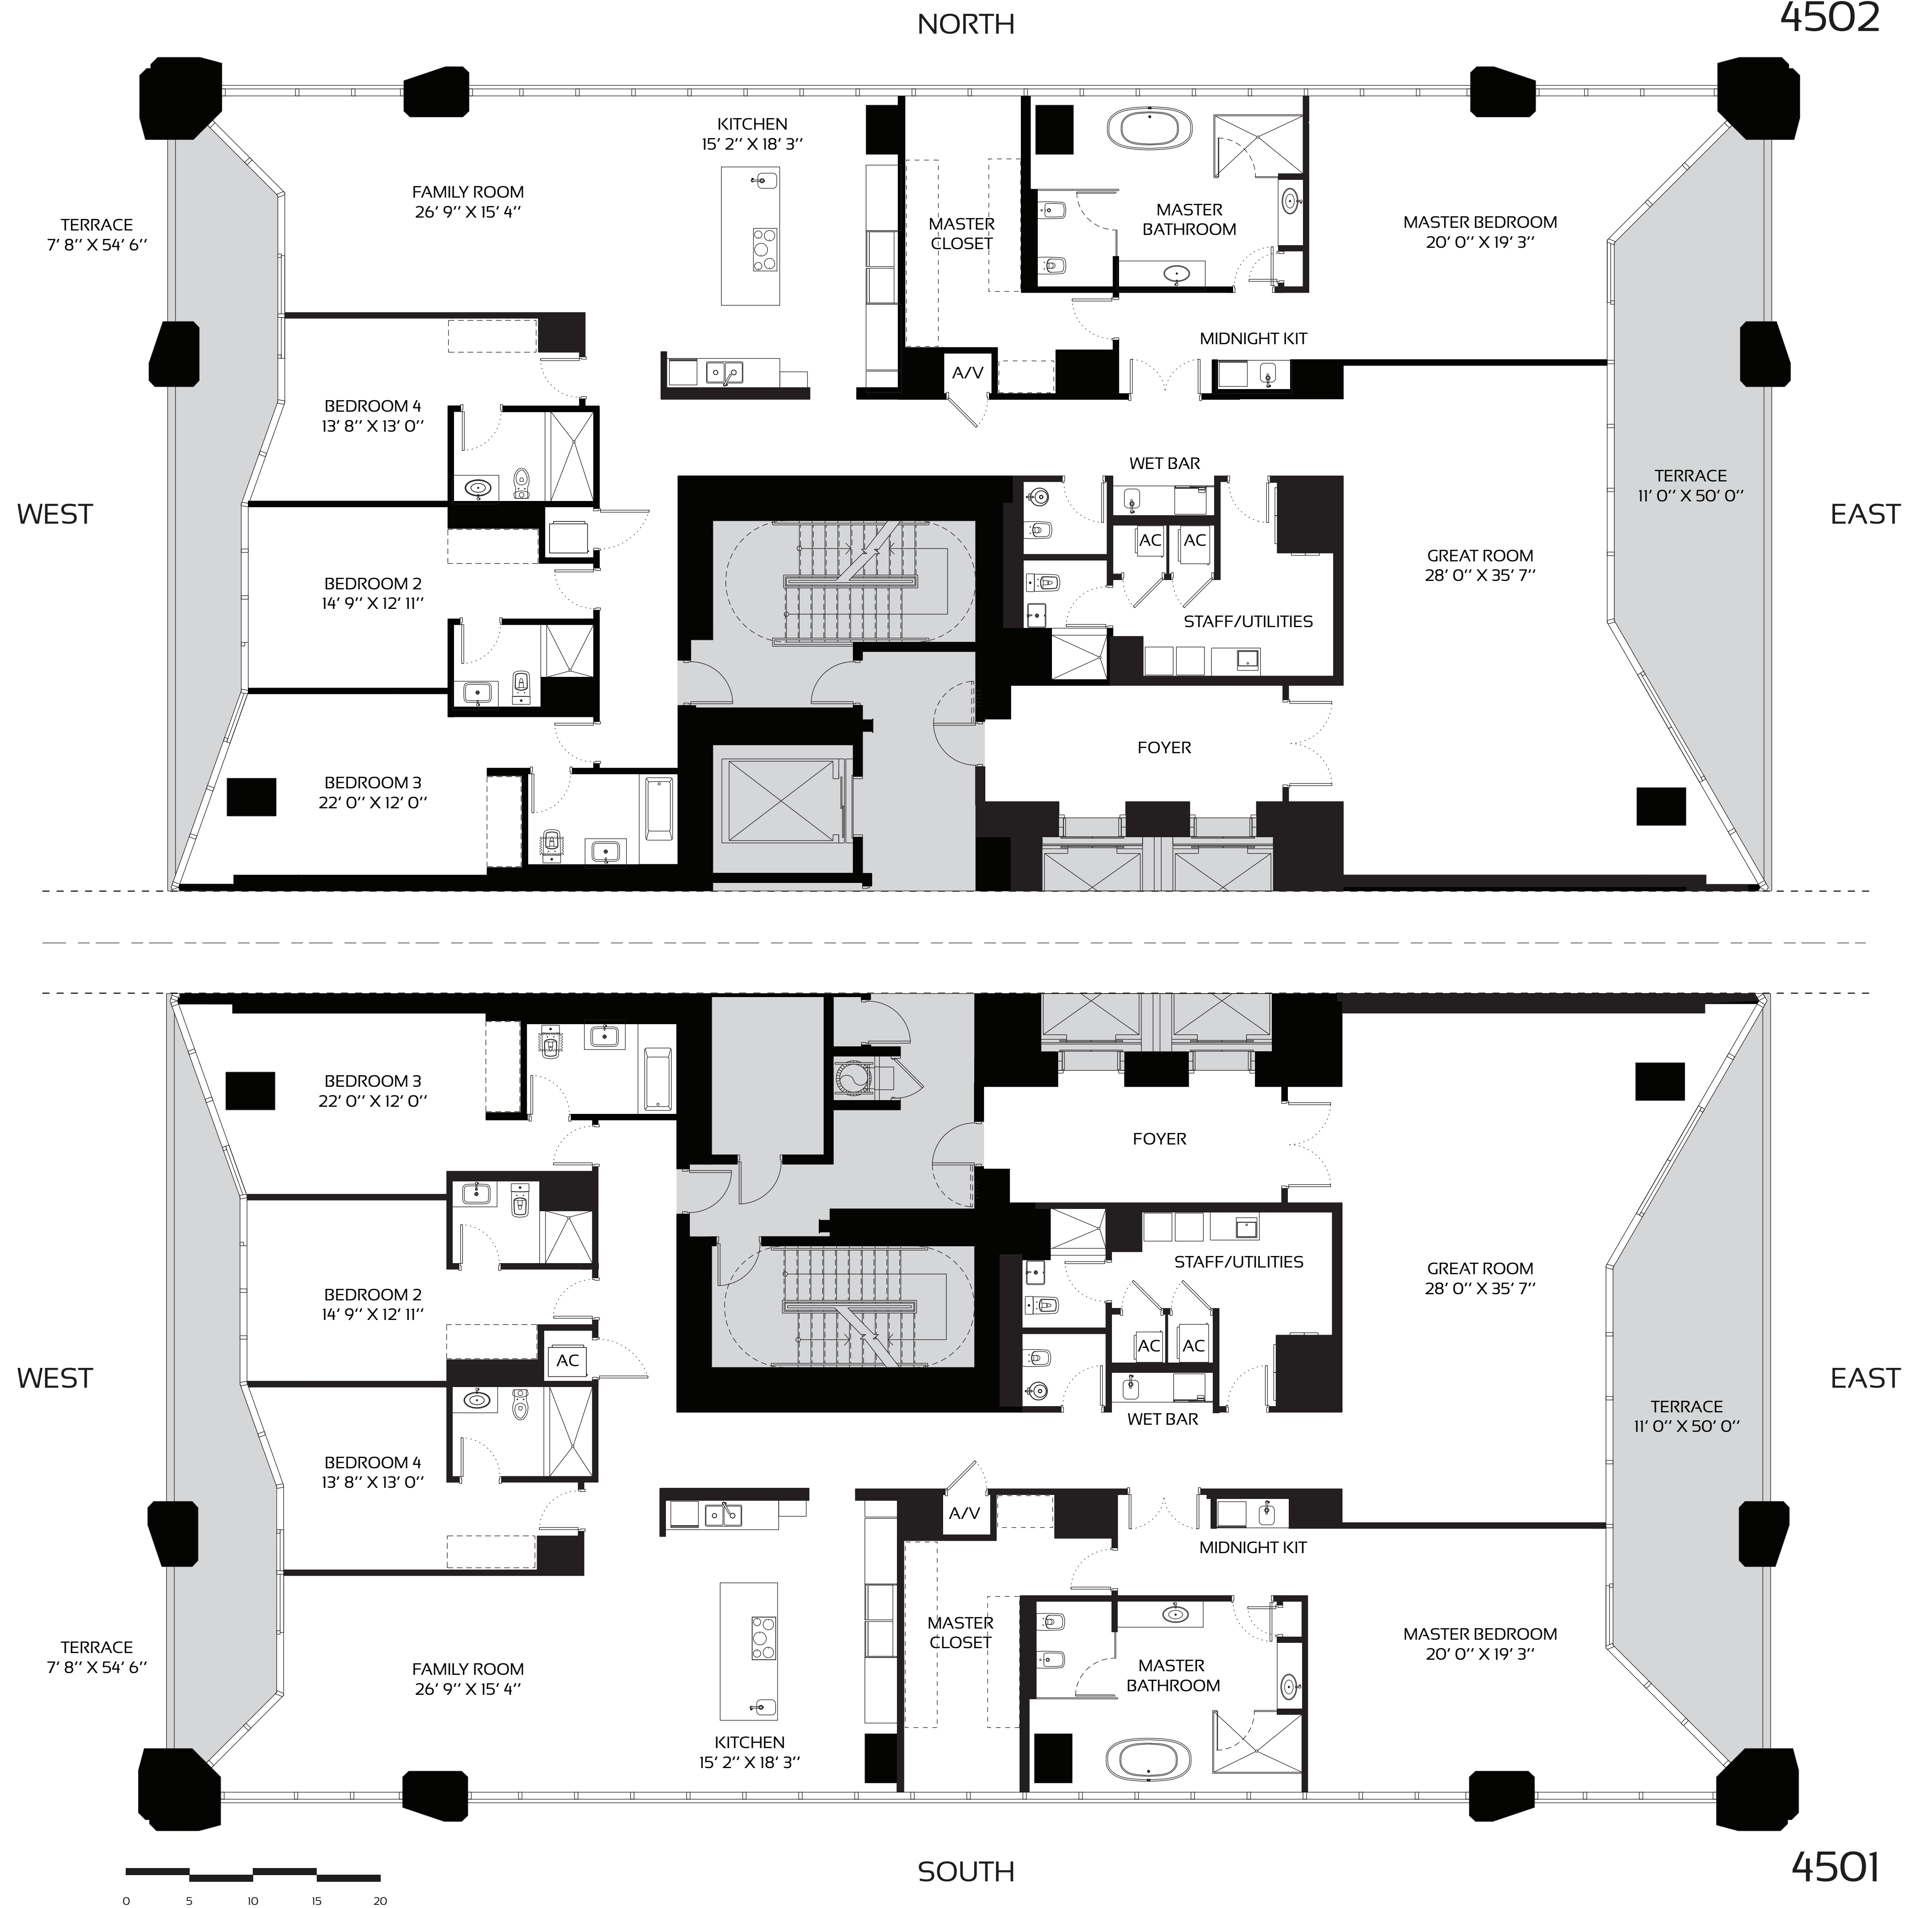 NORTH
4502
KITCHEN
15' 2'' X 18' 3''
FAMILY ROOM
26' 9'' X 15' 4''
TERRACE
7' 8'' X 54' 6''
MASTER
CLOSET
MASTER
BATHROOM
MASTER BEDROOM
20' 0'' X 19' 3''
MIDNIGHT KIT
A/V
BEDROOM 4
13' 8'' X 13' 0''
WET BAR
TERRACE
11' 0'' X 50' 0''
WEST
EAST
AC
AC
GREAT ROOM
28' 0'' X 35' 7''
BEDROOM 2
14' 9'' X 12' 11''
STAFF/UTILITIES
FOYER
BEDROOM 3
22' 0'' X 12' 0''
BEDROOM 3
22' 0'' X 12' 0''
FOYER
STAFF/UTILITIES
GREAT ROOM
28' 0'' X 35' 7''
BEDROOM 2
14' 9'' X 12' 11''
AC
AC
AC
WEST
EAST
WET BAR
TERRACE
11' 0'' X 50' 0''
BEDROOM 4
13' 8'' X 13' 0''
A/V
MIDNIGHT KIT
MASTER
CLOSET
MASTER BEDROOM
20' 0'' X 19' 3''
TERRACE
7' 8'' X 54' 6''
FAMILY ROOM
26' 9'' X 15' 4''
MASTER
BATHROOM
KITCHEN
15' 2'' X 18' 3''
SOUTH
4501
0 5 10 15 20